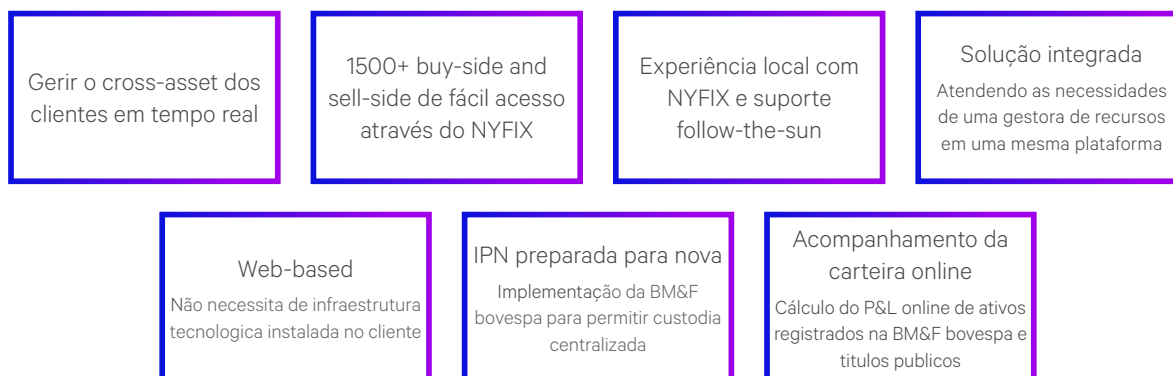 Gerir o cross-asset dos
clientes em tempo real
1500+ buy-side and
sell-side de fácil acesso
através do NYFIX
Experiência local com
NYFIX e suporte
follow-the-sun
Solução integrada
Atendendo as necessidades
de uma gestora de recursos
em uma mesma plataforma
Web-based
Não necessita de infraestrutura
tecnologica instalada no cliente
IPN preparada para nova
Implementação da BM&F
bovespa para permitir custodia
centralizada
Acompanhamento da
carteira online
Cálculo do P&L online de ativos
registrados na BM&F bovespa e
titulos publicos